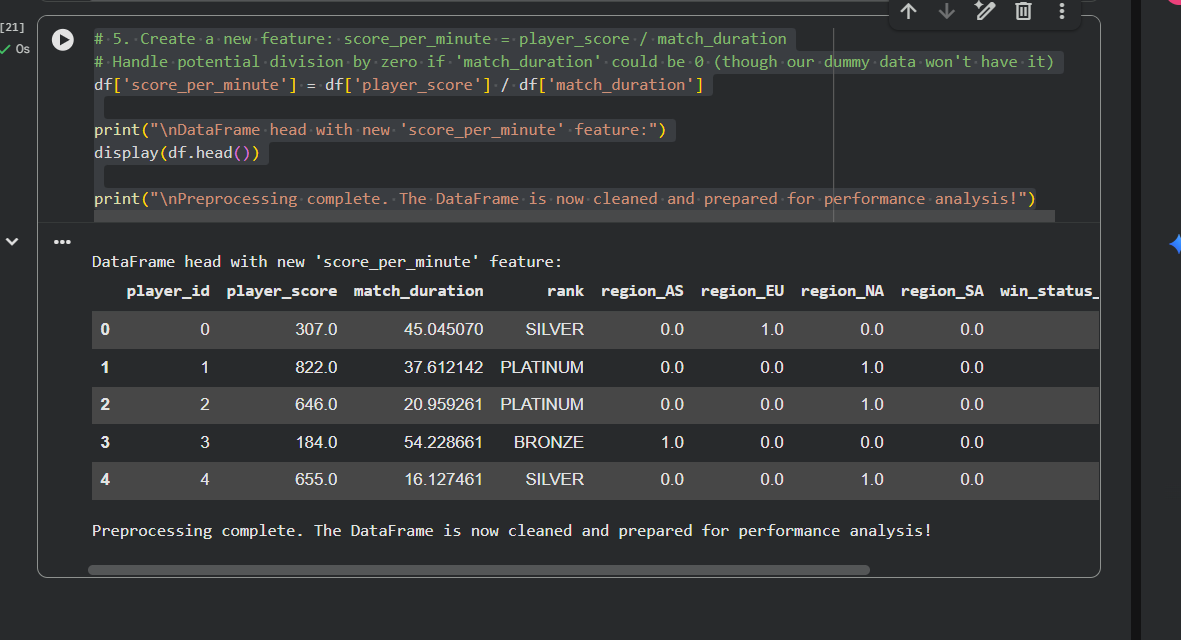 [21]
0s
# 5. Create a new feature: score_per_minute = player_score / match_duration
# Handle potential division by zero if 'match_duration' could be 0 (though our dummy data won't have it)
df['score_per_minute'] = df['player_score'] / df['match_duration']
print("\nDataFrame head with new 'score_per_minute' feature:")
display(df.head())
print("\nPreprocessing complete. The DataFrame is now cleaned and prepared for performance analysis!")
DataFrame head with new 'score_per_minute' feature:
player_id player_score match_duration rank region_AS region_EU region_NA region_SA win_status_
0 0 307.0 45.045070 SILVER 0.0 1.0 0.0 0.0
1 1 822.0 37.612142 PLATINUM 0.0 0.0 1.0 0.0
2 2 646.0 20.959261 PLATINUM 0.0 0.0 1.0 0.0
3 3 184.0 54.228661 BRONZE 1.0 0.0 0.0 0.0
4 4 655.0 16.127461 SILVER 0.0 0.0 1.0 0.0
Preprocessing complete. The DataFrame is now cleaned and prepared for performance analysis!